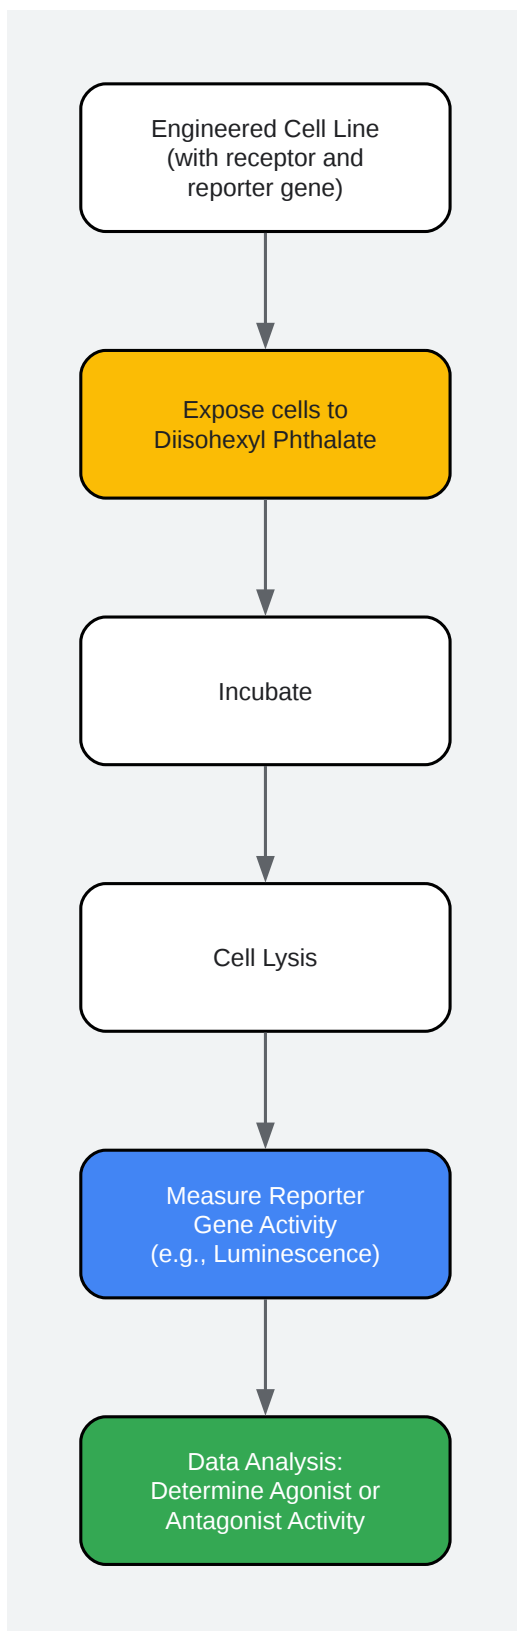 Engineered Cell Line
(with receptor and
reporter gene)
Expose cells to
Diisohexyl Phthalate
Incubate
Cell Lysis
Measure Reporter
Gene Activity
(e.g., Luminescence)
Data Analysis:
Determine Agonist or
Antagonist Activity